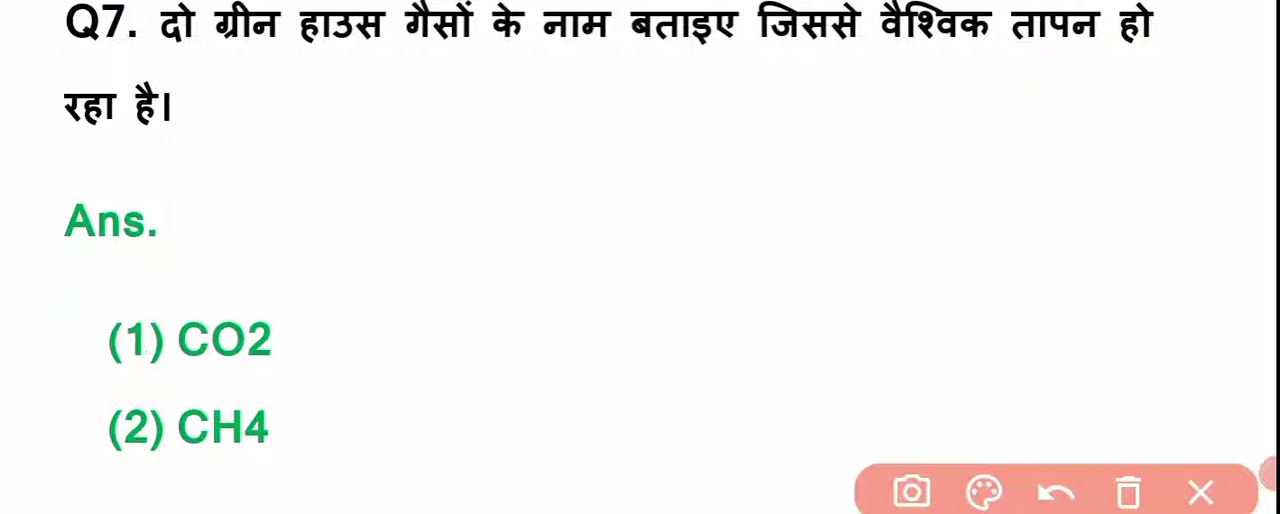 Q7. दो ग्रीन हाउस गैसों के नाम बताइए जिससे वैश्विक तापन हो
रहा है।
Ans.
(1) CO2
(2) CH4